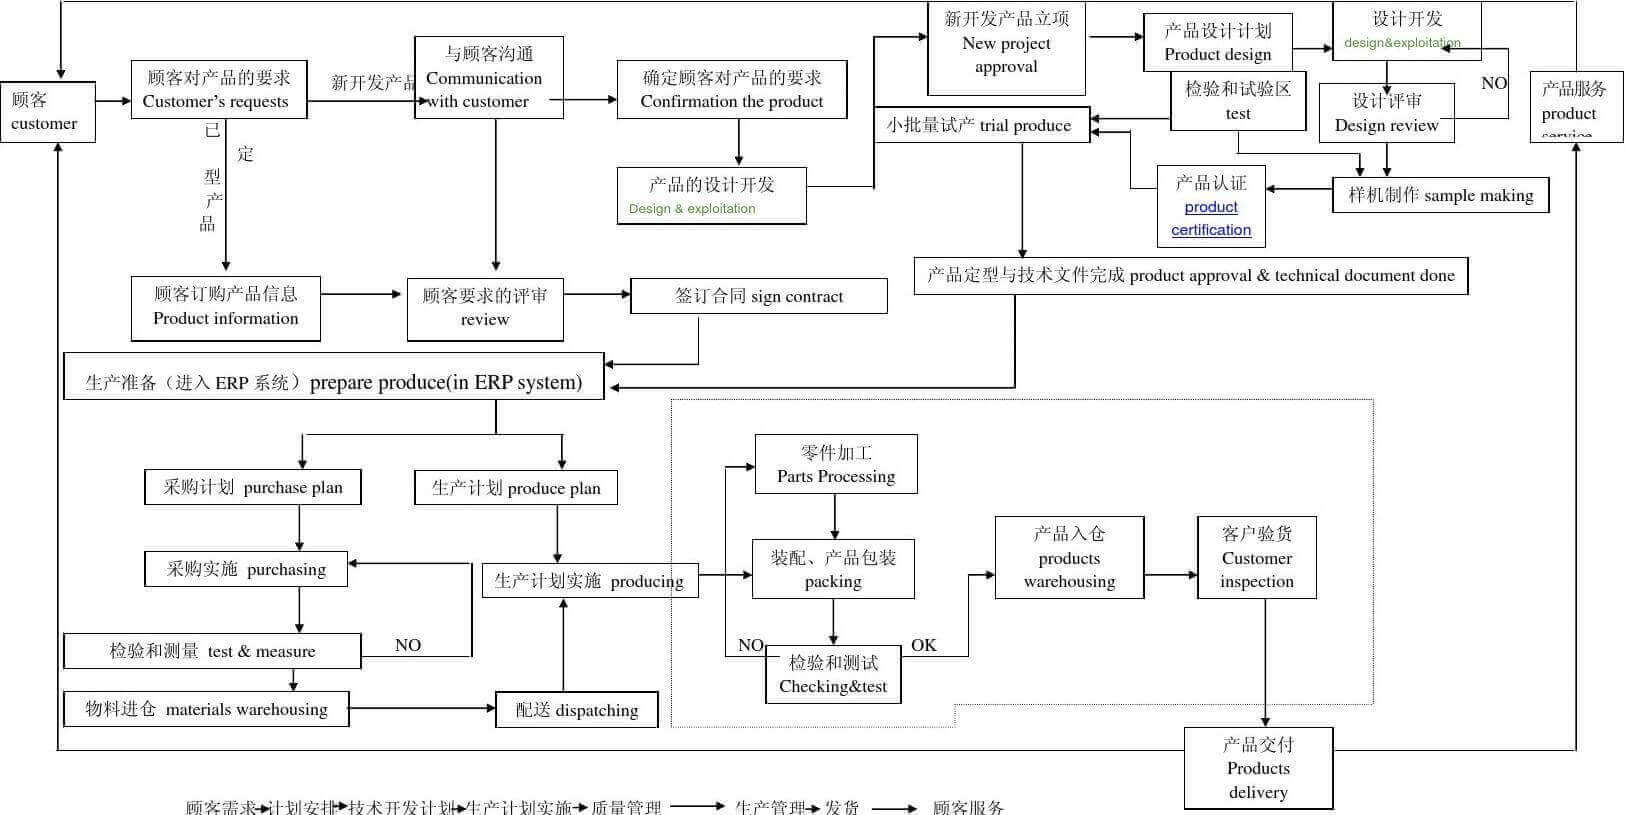 顾客
customer
顾客对产品的要求
Customer's requests
新开发产品
与顾客沟通
Communication
with customer
确定顾客对产品的要求
Confirmation the product
新开发产品立项
New project
approval
产品设计计划
Product design
设计开发
design&exploitation
NO
检验和试验区
test
设计评审
Design review
产品服务
product
service
小批量试产 trial produce
已
定
型
产
品
产品的设计开发
Design & exploitation
产品认证
product
certification
样机制作 sample making
产品定型与技术文件完成 product approval & technical document done
顾客订购产品信息
Product information
顾客要求的评审
review
签订合同 sign contract
生产准备（进入 ERP 系统）prepare produce(in ERP system)
采购计划 purchase plan
生产计划 produce plan
零件加工
Parts Processing
采购实施 purchasing
生产计划实施 producing
装配、产品包装
packing
产品入仓
products
warehousing
客户验货
Customer
inspection
检验和测量 test & measure
NO
NO
检验和测试
Checking&test
OK
物料进仓 materials warehousing
配送 dispatching
产品交付
Products
delivery
顾客需求 计划安排 技术开发计划 生产计划实施 质量管理 生产管理 发货 顾客服务